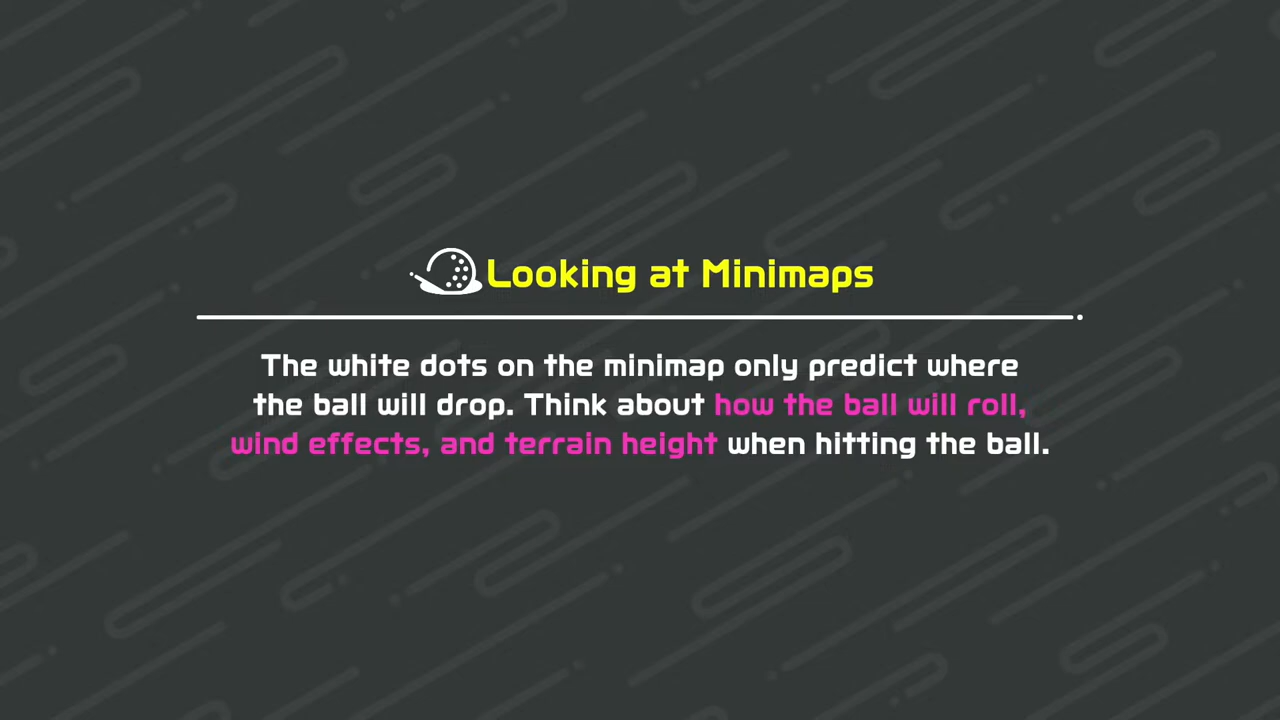 Looking at Minimaps
The white dots on the minimap only predict where
the ball will drop. Think about how the ball will roll,
wind effects, and terrain height when hitting the ball.